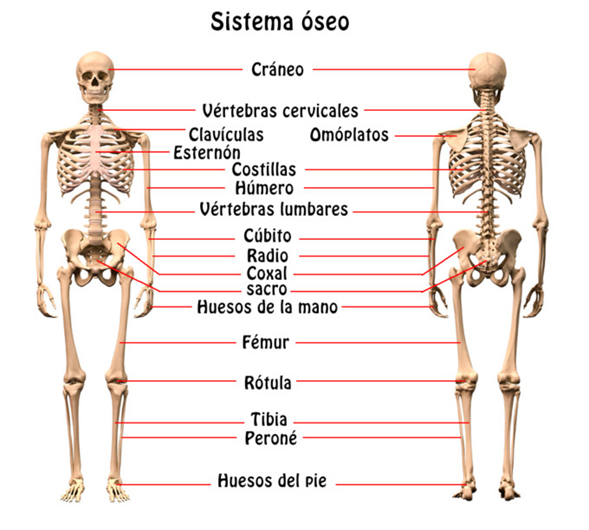 Sistema óseo
Cráneo
Vértebras cervicales
Clavículas
Omóplatos
Esternón
Costillas
Húmero
Vértebras lumbares
Cúbito
Radio
Coxal
sacro
Huesos de la mano
Fémur
Rótula
Tibia
Peroné
Huesos del pie